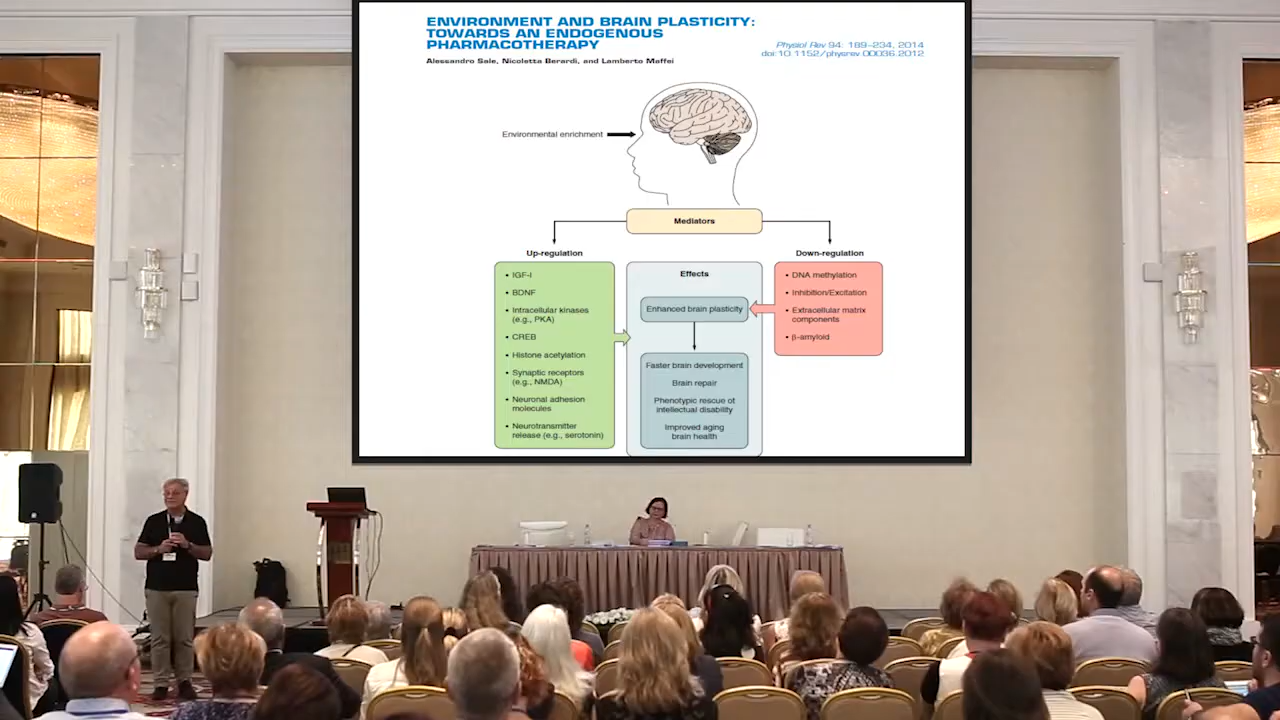 ENVIRONMENT AND BRAIN PLASTICITY:
TOWARDS AN ENDOGENOUS
PHARMACOTHERAPY
Physiol Rev 94: 189–234, 2014
doi:10.1152/physrev.00036.2012
Alessandro Sale, Nicoletta Berardi, and Lamberto Maffei
Environmental enrichment
Mediators
Up-regulation
• IGF-I
• BDNF
• Intracellular kinases
(e.g., PKA)
• CREB
• Histone acetylation
• Synaptic receptors
(e.g., NMDA)
• Neuronal adhesion
molecules
• Neurotransmitter
release (e.g., serotonin)
Effects
Enhanced brain plasticity
Faster brain development
Brain repair
Phenotypic rescue of
intellectual disability
Improved aging
brain health
Down-regulation
• DNA methylation
• Inhibition/Excitation
• Extracellular matrix
components
• β-amyloid